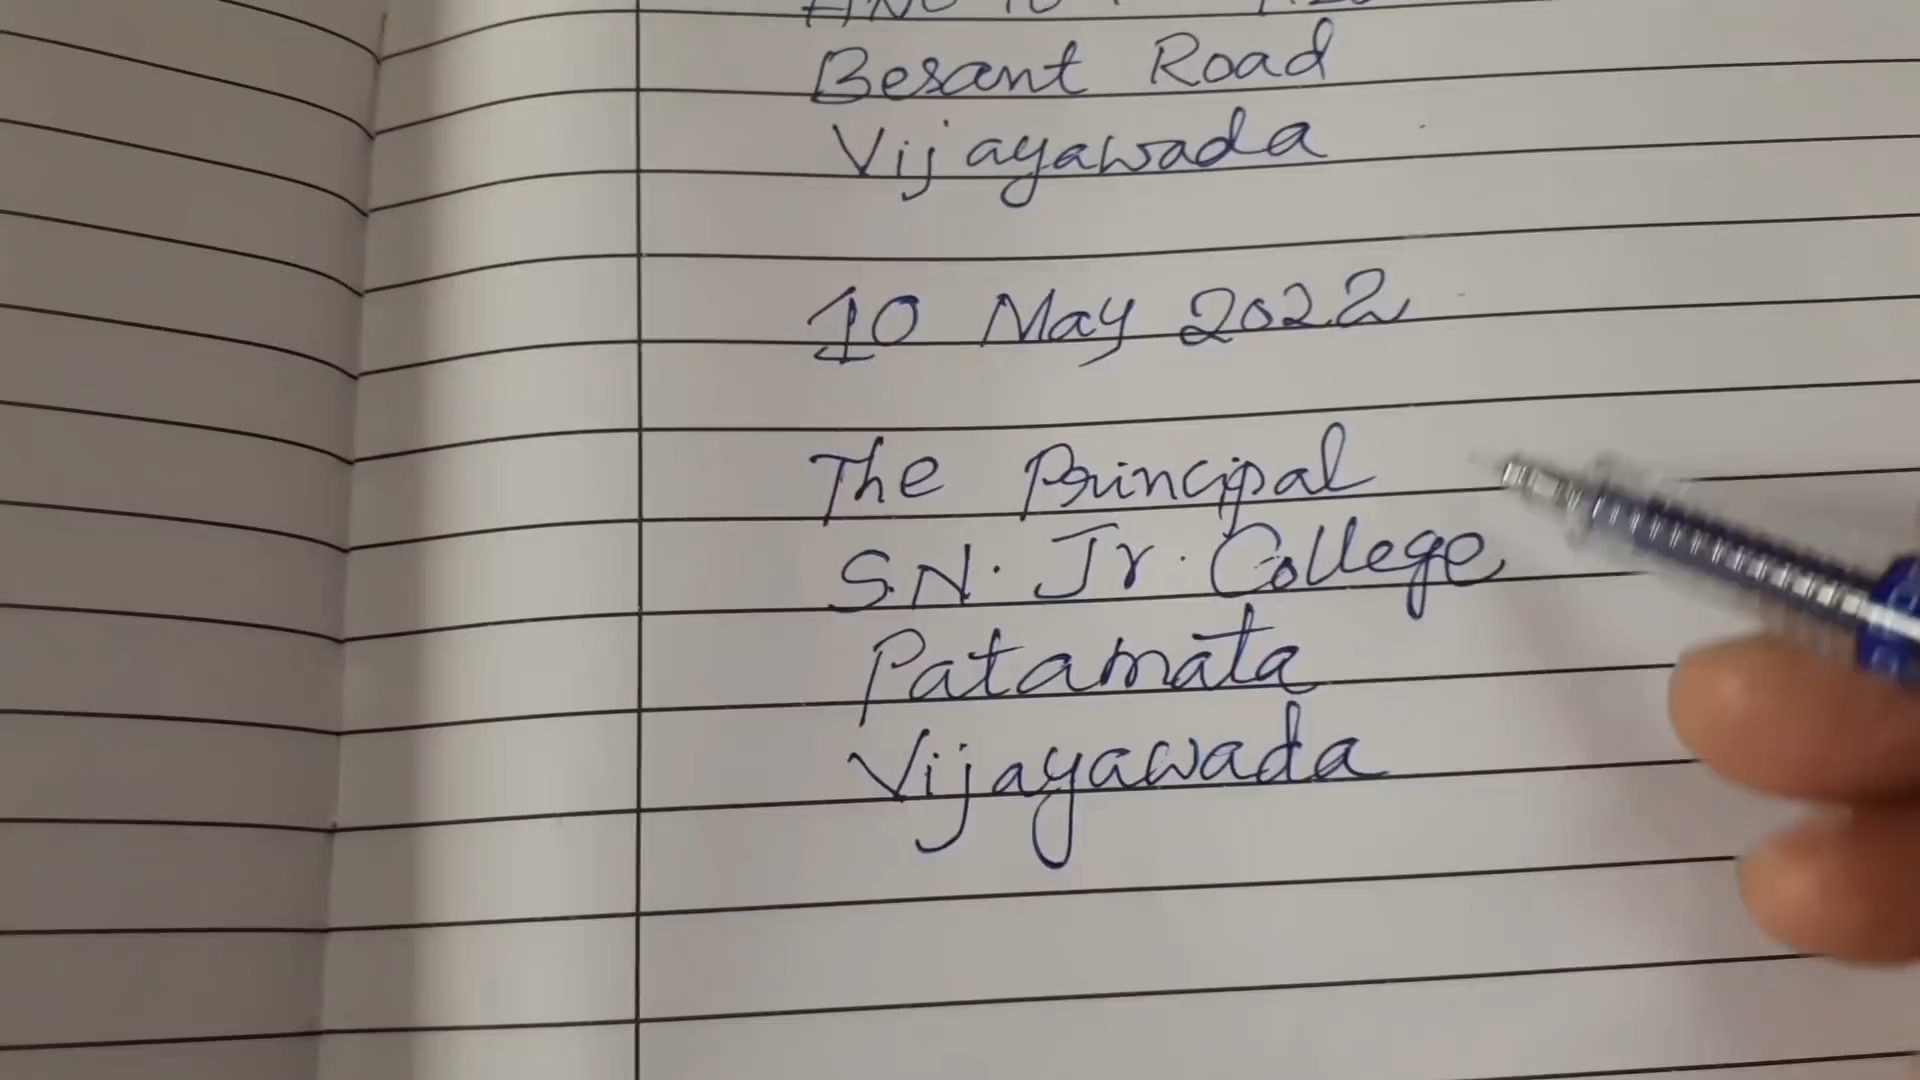 Besant Road
Vijayawada
10 May 2022
The Principal
S.N. Jr. College
Patamata
Vijayawada